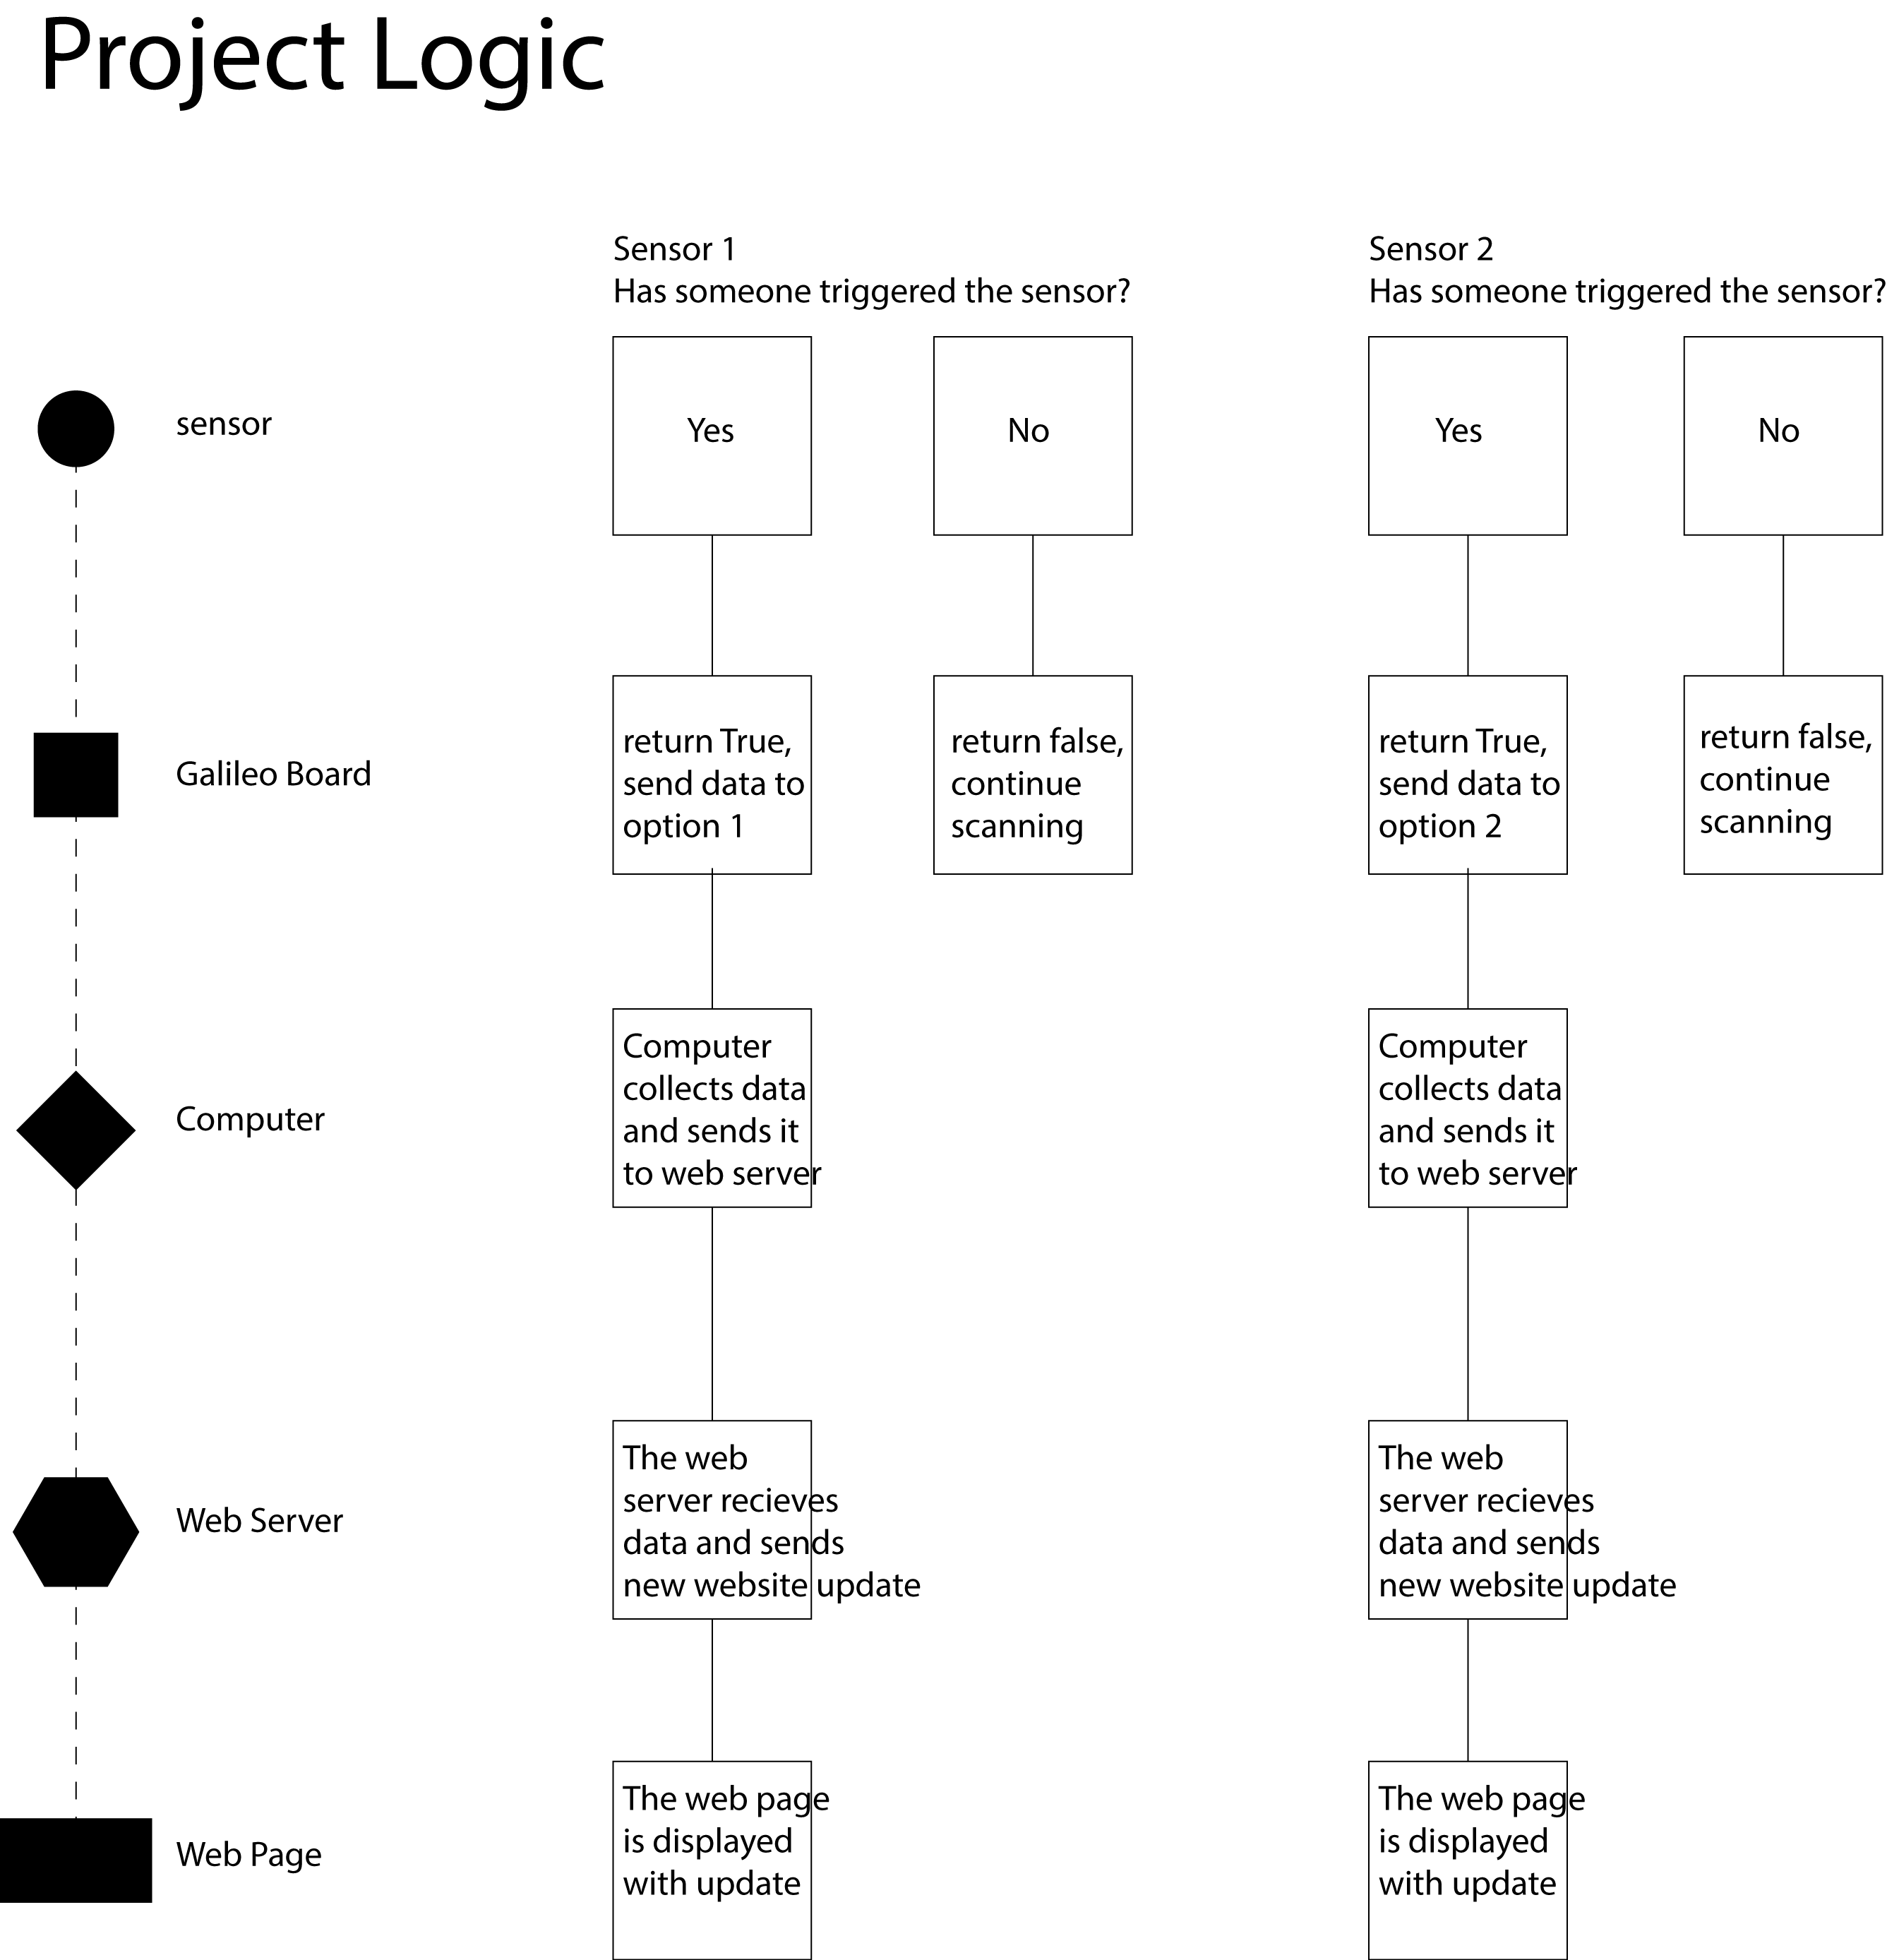 Project Logic
Sensor 1
Has someone triggered the sensor?
Sensor 2
Has someone triggered the sensor?
sensor
Yes
No
Yes
No
Galileo Board
return True,
send data to
option 1
return false,
continue
scanning
return True,
send data to
option 2
return false,
continue
scanning
Computer
Computer
collects data
and sends it
to web server
Computer
collects data
and sends it
to web server
Web Server
The web
server recieves
data and sends
new website update
The web
server recieves
data and sends
new website update
Web Page
The web page
is displayed
with update
The web page
is displayed
with update